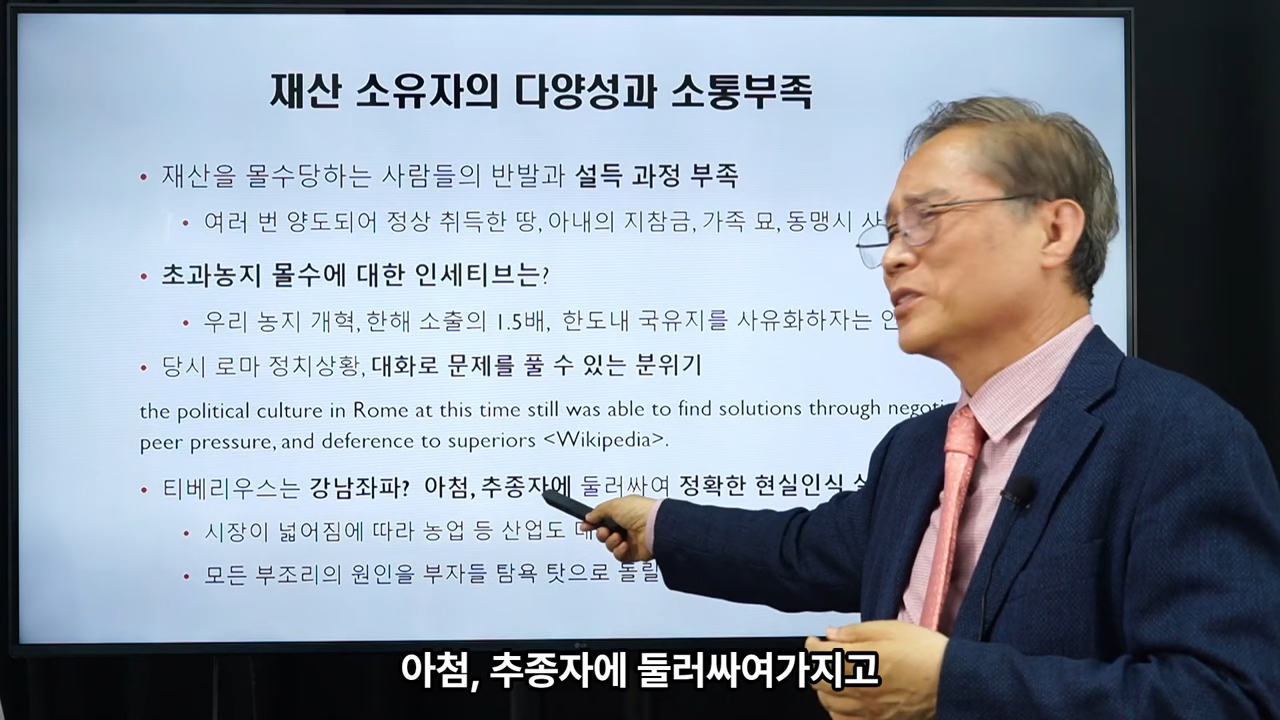 재산 소유자의 다양성과 소통부족
• 재산을 몰수당하는 사람들의 반발과 설득 과정 부족
• 여러 번 양도되어 정상 취득한 땅, 아내의 지참금, 가족 묘, 동맹시
• 초과농지 몰수에 대한 인세티브는?
• 우리 농지 개혁, 한해 소출의 1.5배, 한도내 국유지를 사유화하자는
• 당시 로마 정치상황, 대화로 문제를 풀 수 있는 분위기
the political culture in Rome at this time still was able to find solutions through
peer pressure, and deference to superiors <Wikipedia>.
• 티베리우스는 강남좌파? 아첨, 추종자에 둘러싸여 정확한 현실인식
• 시장이 넓어짐에 따라 농업 등 산업도
• 모든 부조리의 원인을 부자들 탐욕 탓으로
아첨, 추종자에 둘러싸여가지고